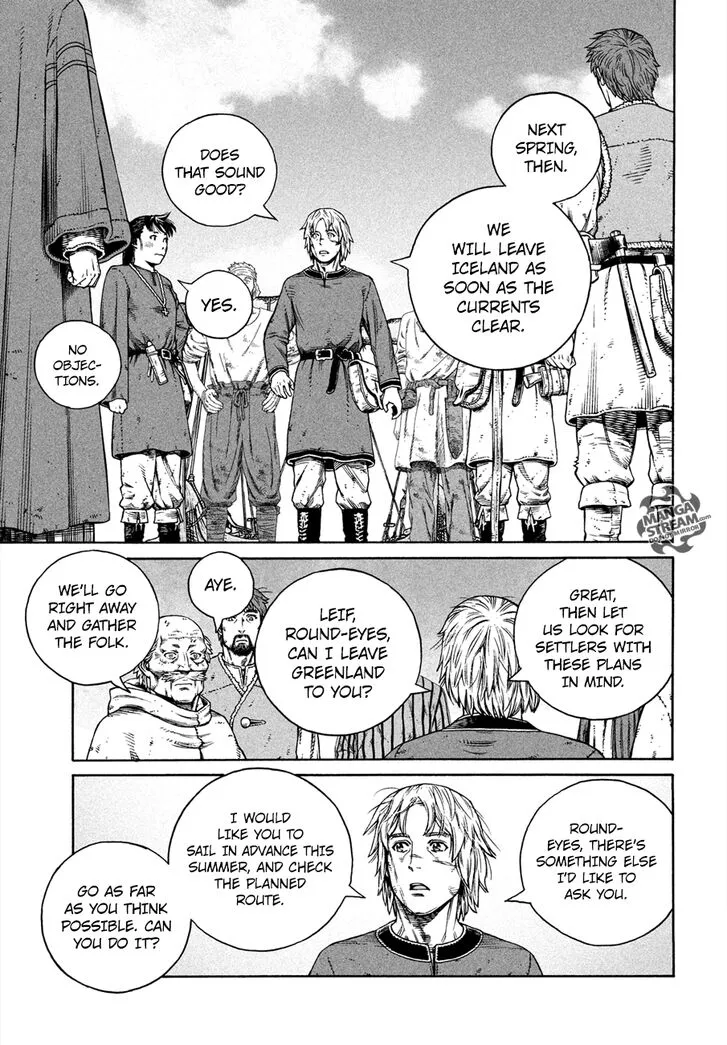 NEXT
SPRING,
THEN.
WE
WILL LEAVE
ICELAND AS
SOON AS THE
CURRENTS
CLEAR.
DOES
THAT SOUND
GOOD?
YES.
NO
OBJEC-
TIONS.
MANGA
STREAM.com
GREAT,
THEN LET
US LOOK FOR
SETTLERS WITH
THESE PLANS
IN MIND.
LEIF,
ROUND-EYES,
CAN I LEAVE
GREENLAND
TO YOU?
AYE.
WE'LL GO
RIGHT AWAY
AND GATHER
THE FOLK.
ROUND-
EYES, THERE'S
SOMETHING ELSE
I'D LIKE TO
ASK YOU.
I WOULD
LIKE YOU TO
SAIL IN ADVANCE THIS
SUMMER, AND CHECK
THE PLANNED
ROUTE.
GO AS FAR
AS YOU THINK
POSSIBLE. CAN
YOU DO IT?